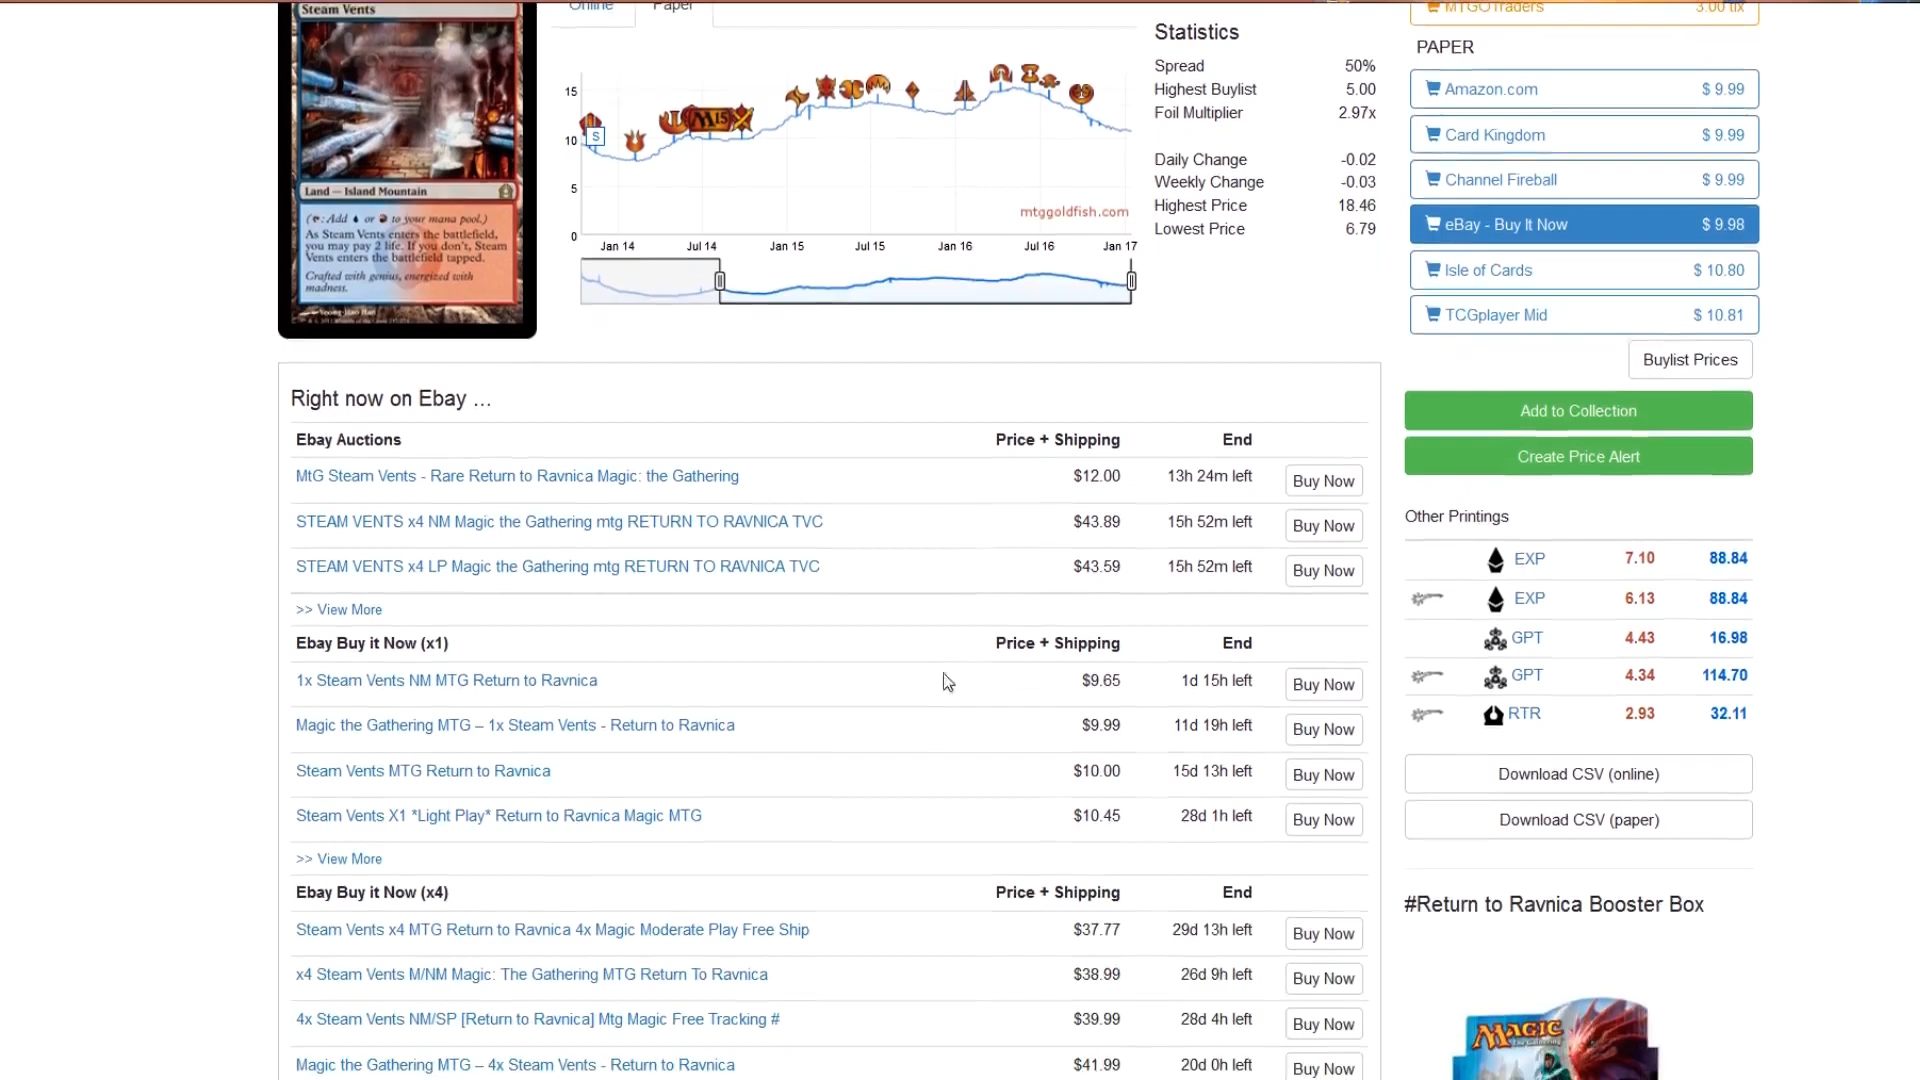 Steam Vents
Land — Island Mountain
( : Add or to your mana pool.)
As Steam Vents enters the battlefield,
you may pay 2 life. If you don't, Steam
Vents enters the battlefield tapped.
Crafted with genius, energized with
madness.
Online Paper
15
10
5
0
S
M15
mtggoldfish.com
Jan 14 Jul 14 Jan 15 Jul 15 Jan 16 Jul 16 Jan 17
Statistics
Spread 50%
Highest Buylist 5.00
Foil Multiplier 2.97x
Daily Change -0.02
Weekly Change -0.03
Highest Price 18.46
Lowest Price 6.79
MTGOTraders 3.00 tix
PAPER
Amazon.com $ 9.99
Card Kingdom $ 9.99
Channel Fireball $ 9.99
eBay - Buy It Now $ 9.98
Isle of Cards $ 10.80
TCGplayer Mid $ 10.81
Buylist Prices
Add to Collection
Create Price Alert
Other Printings
EXP 7.10 88.84
EXP 6.13 88.84
GPT 4.43 16.98
GPT 4.34 114.70
RTR 2.93 32.11
Download CSV (online)
Download CSV (paper)
#Return to Ravnica Booster Box
MAGIC
Right now on Ebay ...
Ebay Auctions Price + Shipping End
MtG Steam Vents - Rare Return to Ravnica Magic: the Gathering $12.00 13h 24m left Buy Now
STEAM VENTS x4 NM Magic the Gathering mtg RETURN TO RAVNICA TVC $43.89 15h 52m left Buy Now
STEAM VENTS x4 LP Magic the Gathering mtg RETURN TO RAVNICA TVC $43.59 15h 52m left Buy Now
>> View More
Ebay Buy it Now (x1) Price + Shipping End
1x Steam Vents NM MTG Return to Ravnica $9.65 1d 15h left Buy Now
Magic the Gathering MTG – 1x Steam Vents - Return to Ravnica $9.99 11d 19h left Buy Now
Steam Vents MTG Return to Ravnica $10.00 15d 13h left Buy Now
Steam Vents X1 *Light Play* Return to Ravnica Magic MTG $10.45 28d 1h left Buy Now
>> View More
Ebay Buy it Now (x4) Price + Shipping End
Steam Vents x4 MTG Return to Ravnica 4x Magic Moderate Play Free Ship $37.77 29d 13h left Buy Now
x4 Steam Vents M/NM Magic: The Gathering MTG Return To Ravnica $38.99 26d 9h left Buy Now
4x Steam Vents NM/SP [Return to Ravnica] Mtg Magic Free Tracking # $39.99 28d 4h left Buy Now
Magic the Gathering MTG – 4x Steam Vents - Return to Ravnica $41.99 20d 0h left Buy Now